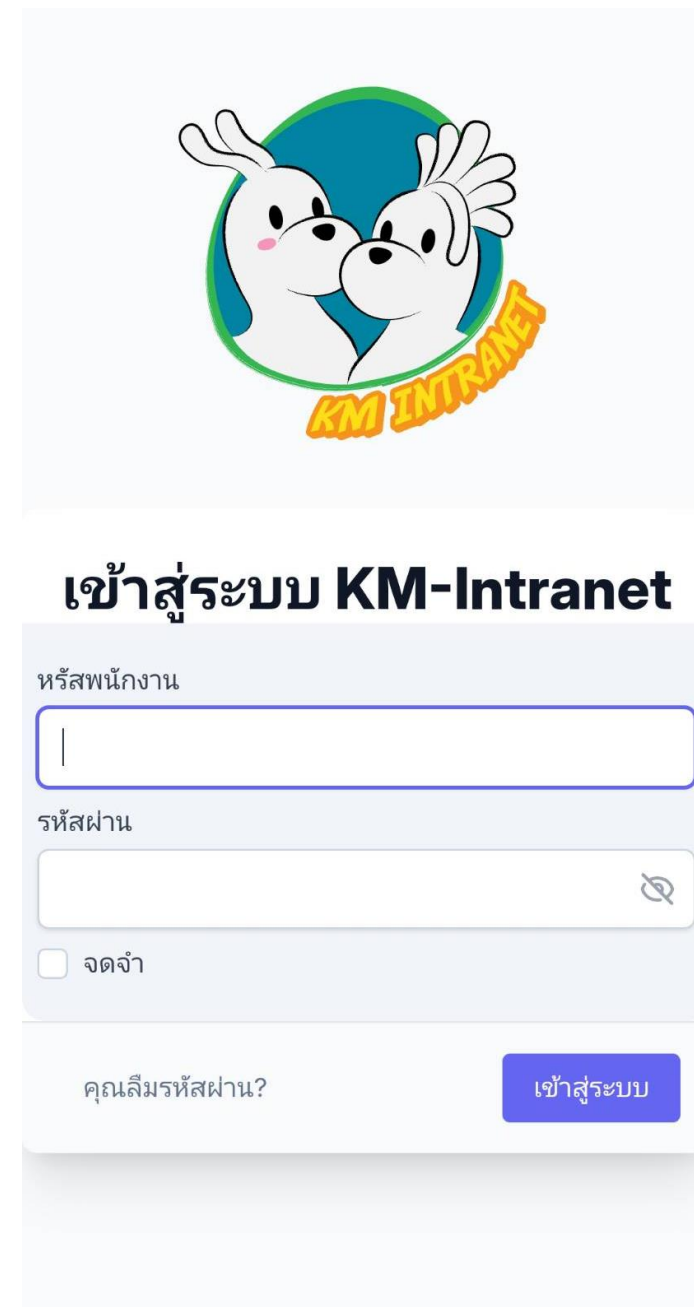 KM INTRANET
เข้าสู่ระบบ KM-Intranet
หรัสพนักงาน
รหัสผ่าน
จดจำ
คุณลืมรหัสผ่าน?
เข้าสู่ระบบ